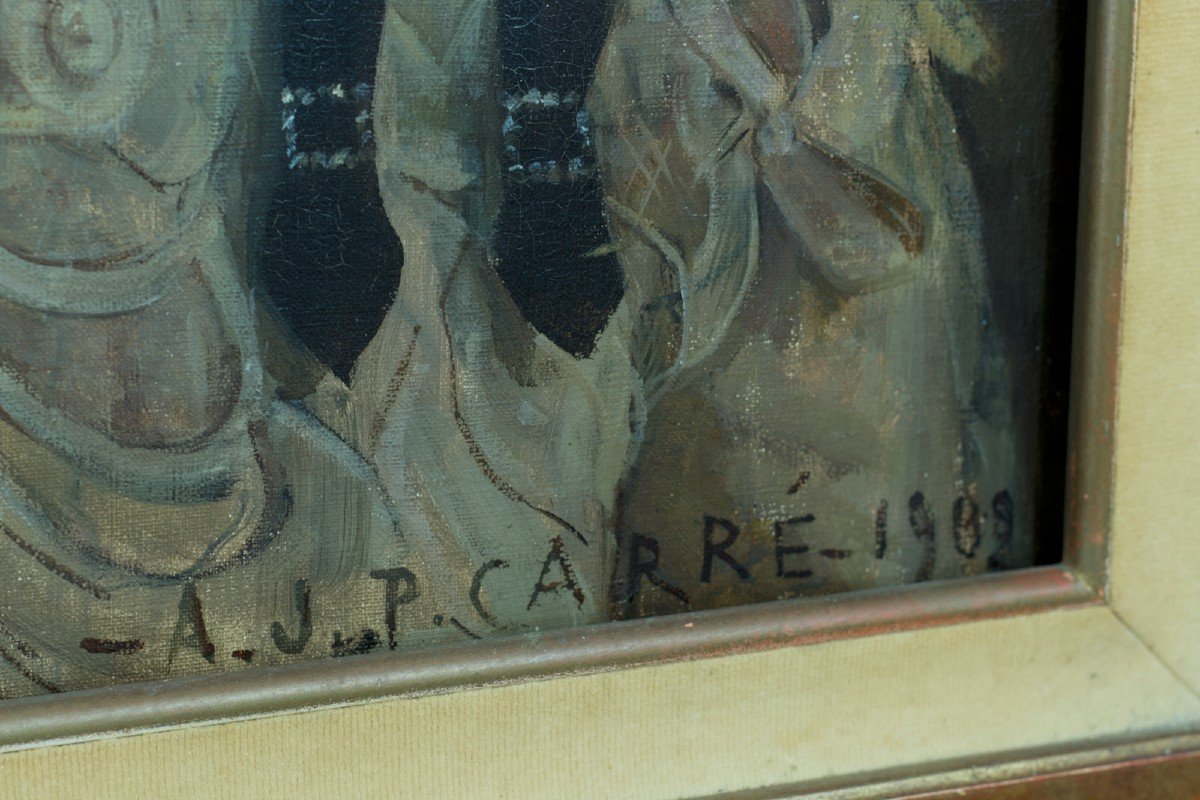 - A. J. P. CARRÉ - 1908